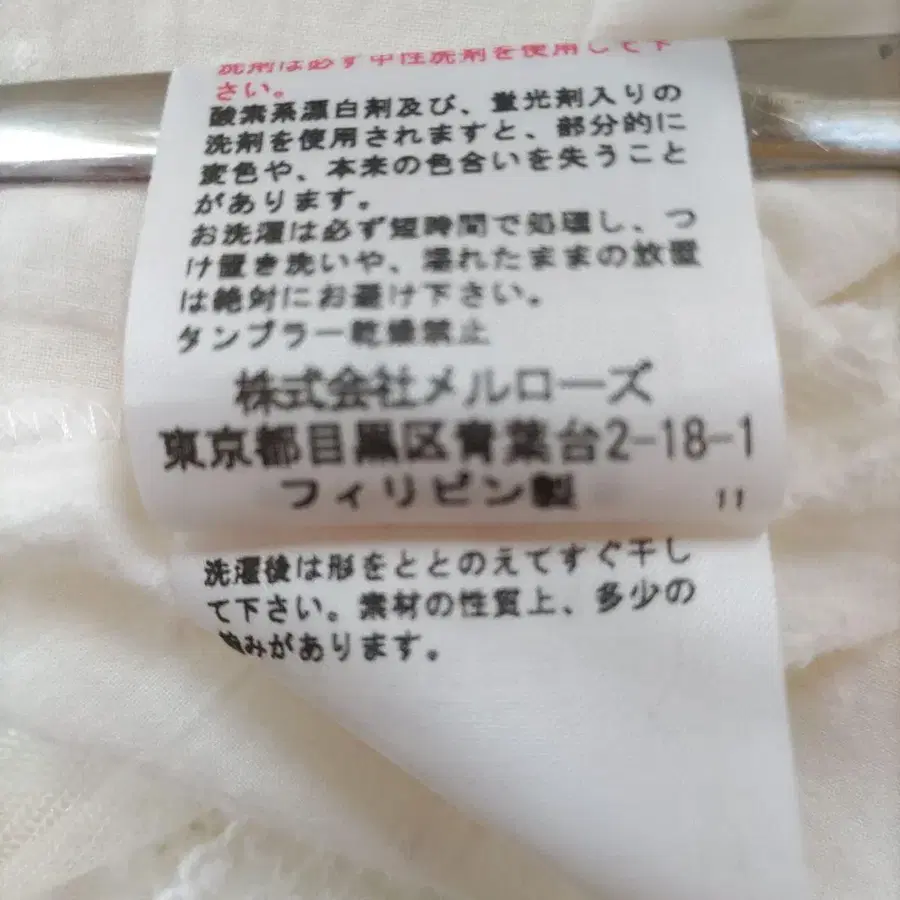 洗剤は必ず中性洗剤を使用して下
さい。
酸素系漂白剤及び、蛍光剤入りの
洗剤を使用されますと、部分的に
変色や、本来の色合いを失うこと
があります。
お洗濯は必ず短時間で処理し、つ
け置き洗いや、濡れたままの放置
は絶対にお避け下さい。
タンブラー乾燥禁止
株式会社メルローズ
東京都目黒区青葉台2-18-1
フィリピン製 11
洗濯後は形をととのえてすぐ干し
て下さい。素材の性質上、多少の
縮みがあります。